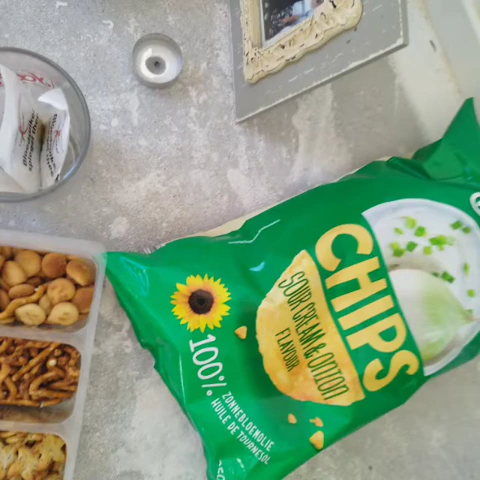 CHIPS
SOUR CREAM & ONION
FLAVOUR
100%
ZONNEBLOEMOLIE
HUILE DE TOURNESOL